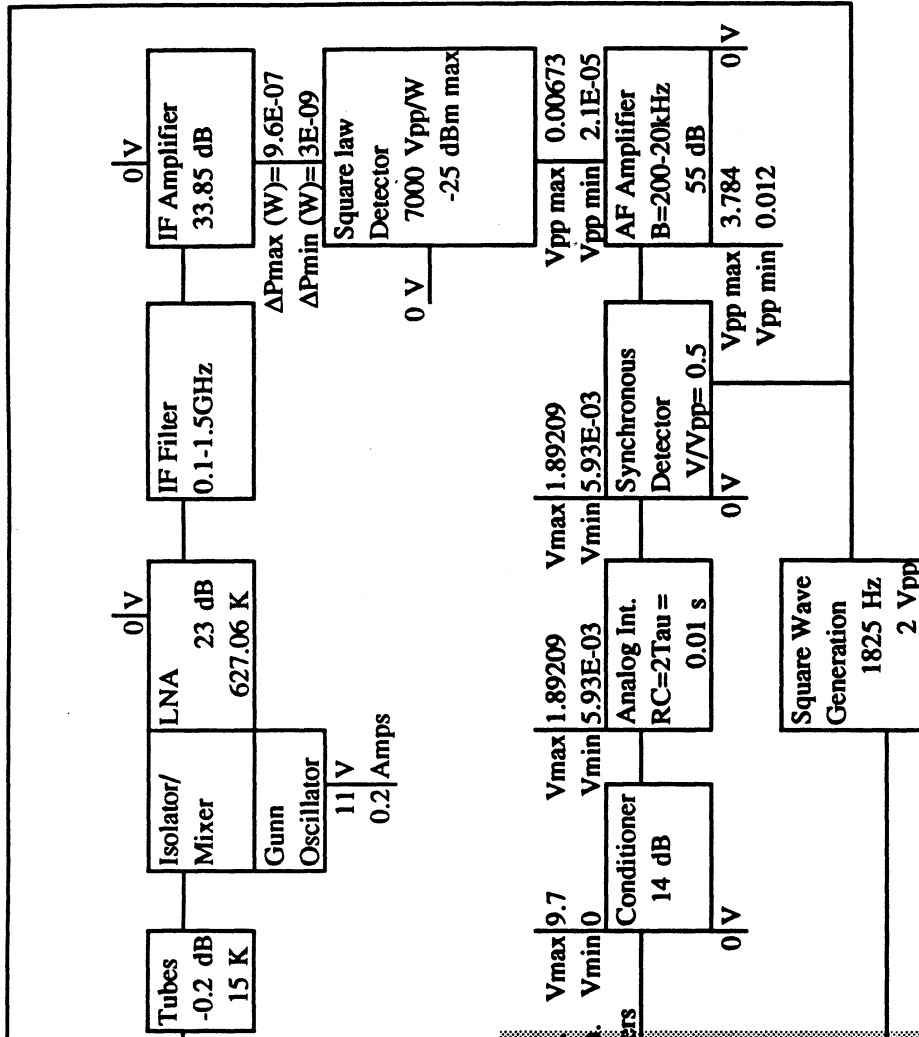 0 V
IF Amplifier
33.85 dB
ΔPmax (W)= 9.6E-07
ΔPmin (W)= 3E-09
Square law
Detector
7000 Vpp/W
-25 dBm max
0 V
Vpp max 0.00673
Vpp min 2.1E-05
AF Amplifier
B=200-20kHz
55 dB
0 V
Vpp max 3.784
Vpp min 0.012
IF Filter
0.1-1.5GHz
0 V
LNA
23 dB
627.06 K
Isolator/
Mixer
Gunn
Oscillator
11 V
0.2 Amps
Tubes
-0.2 dB
15 K
Vmax 1.89209
Vmin 5.93E-03
Synchronous
Detector
V/Vpp= 0.5
0 V
Vmax 1.89209
Vmin 5.93E-03
Analog Int.
RC=2Tau =
0.01 s
Vmax 9.7
Vmin 0
Conditioner
14 dB
0 V
Square Wave
Generation
1825 Hz
2 Vpp